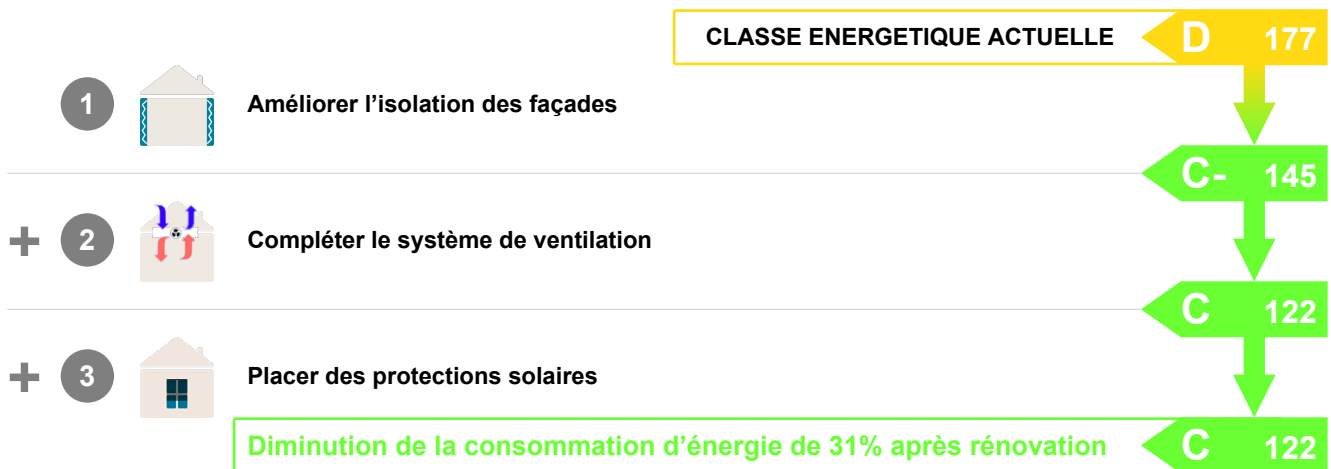 CLASSE ENERGETIQUE ACTUELLE D 177
1 Améliorer l’isolation des façades
C- 145
+ 2 Compléter le système de ventilation
C 122
+ 3 Placer des protections solaires
Diminution de la consommation d’énergie de 31% après rénovation C 122